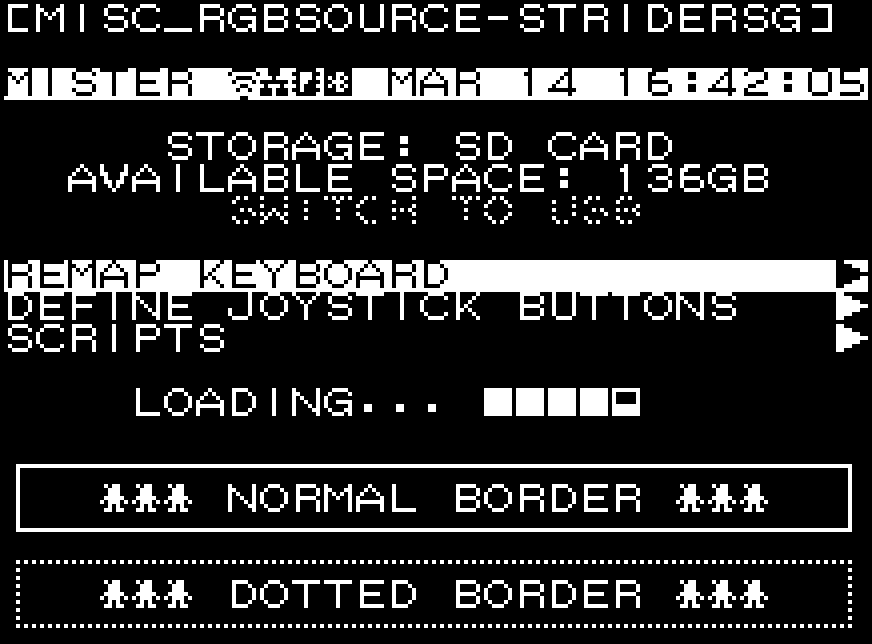 [MISC_RGBSOURCE-STRIDERSG]
MISTER MAR 14 16:42:05
STORAGE: SD CARD
AVAILABLE SPACE: 136GB
SWITCH TO USB
REMAP KEYBOARD
DEFINE JOYSTICK BUTTONS
SCRIPTS
LOADING...
NORMAL BORDER
DOTTED BORDER